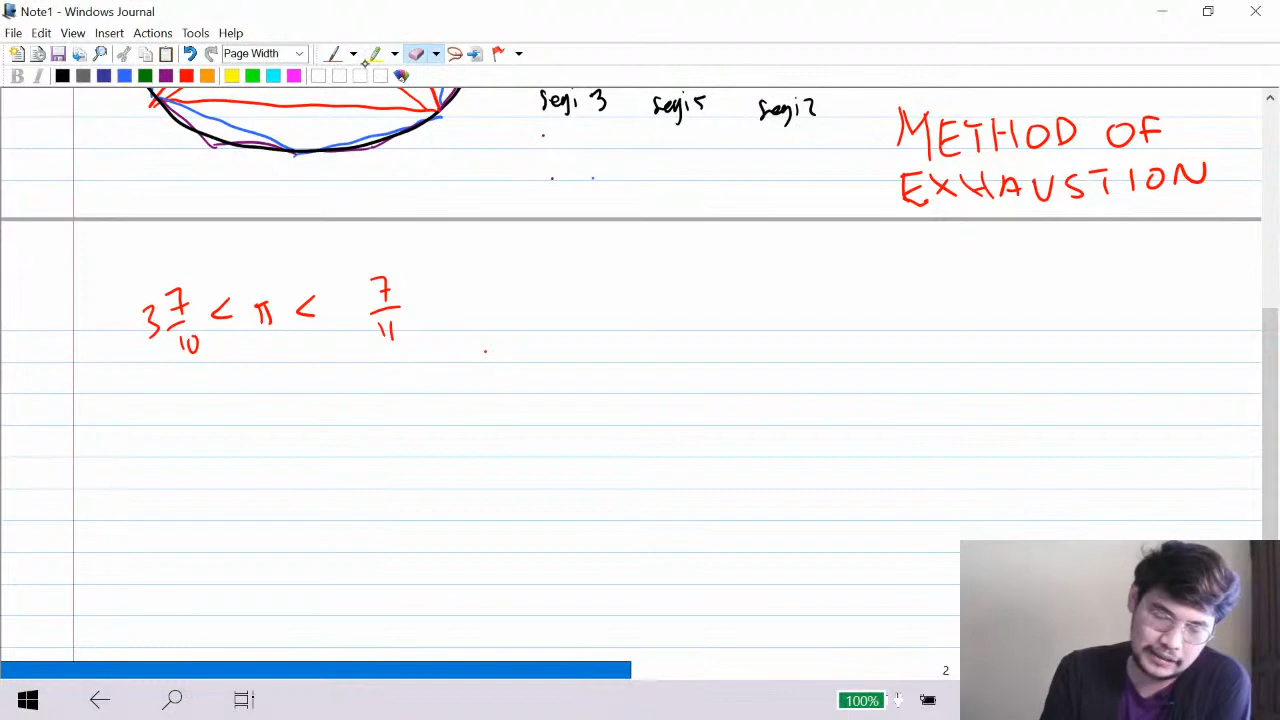 Note1 - Windows Journal
File Edit View Insert Actions Tools Help
Page Width
B I
Segi 3 Segi 5 Segi 7
METHOD OF
EXHAUSTION
3 7/10 < π < 7/11
2
100%